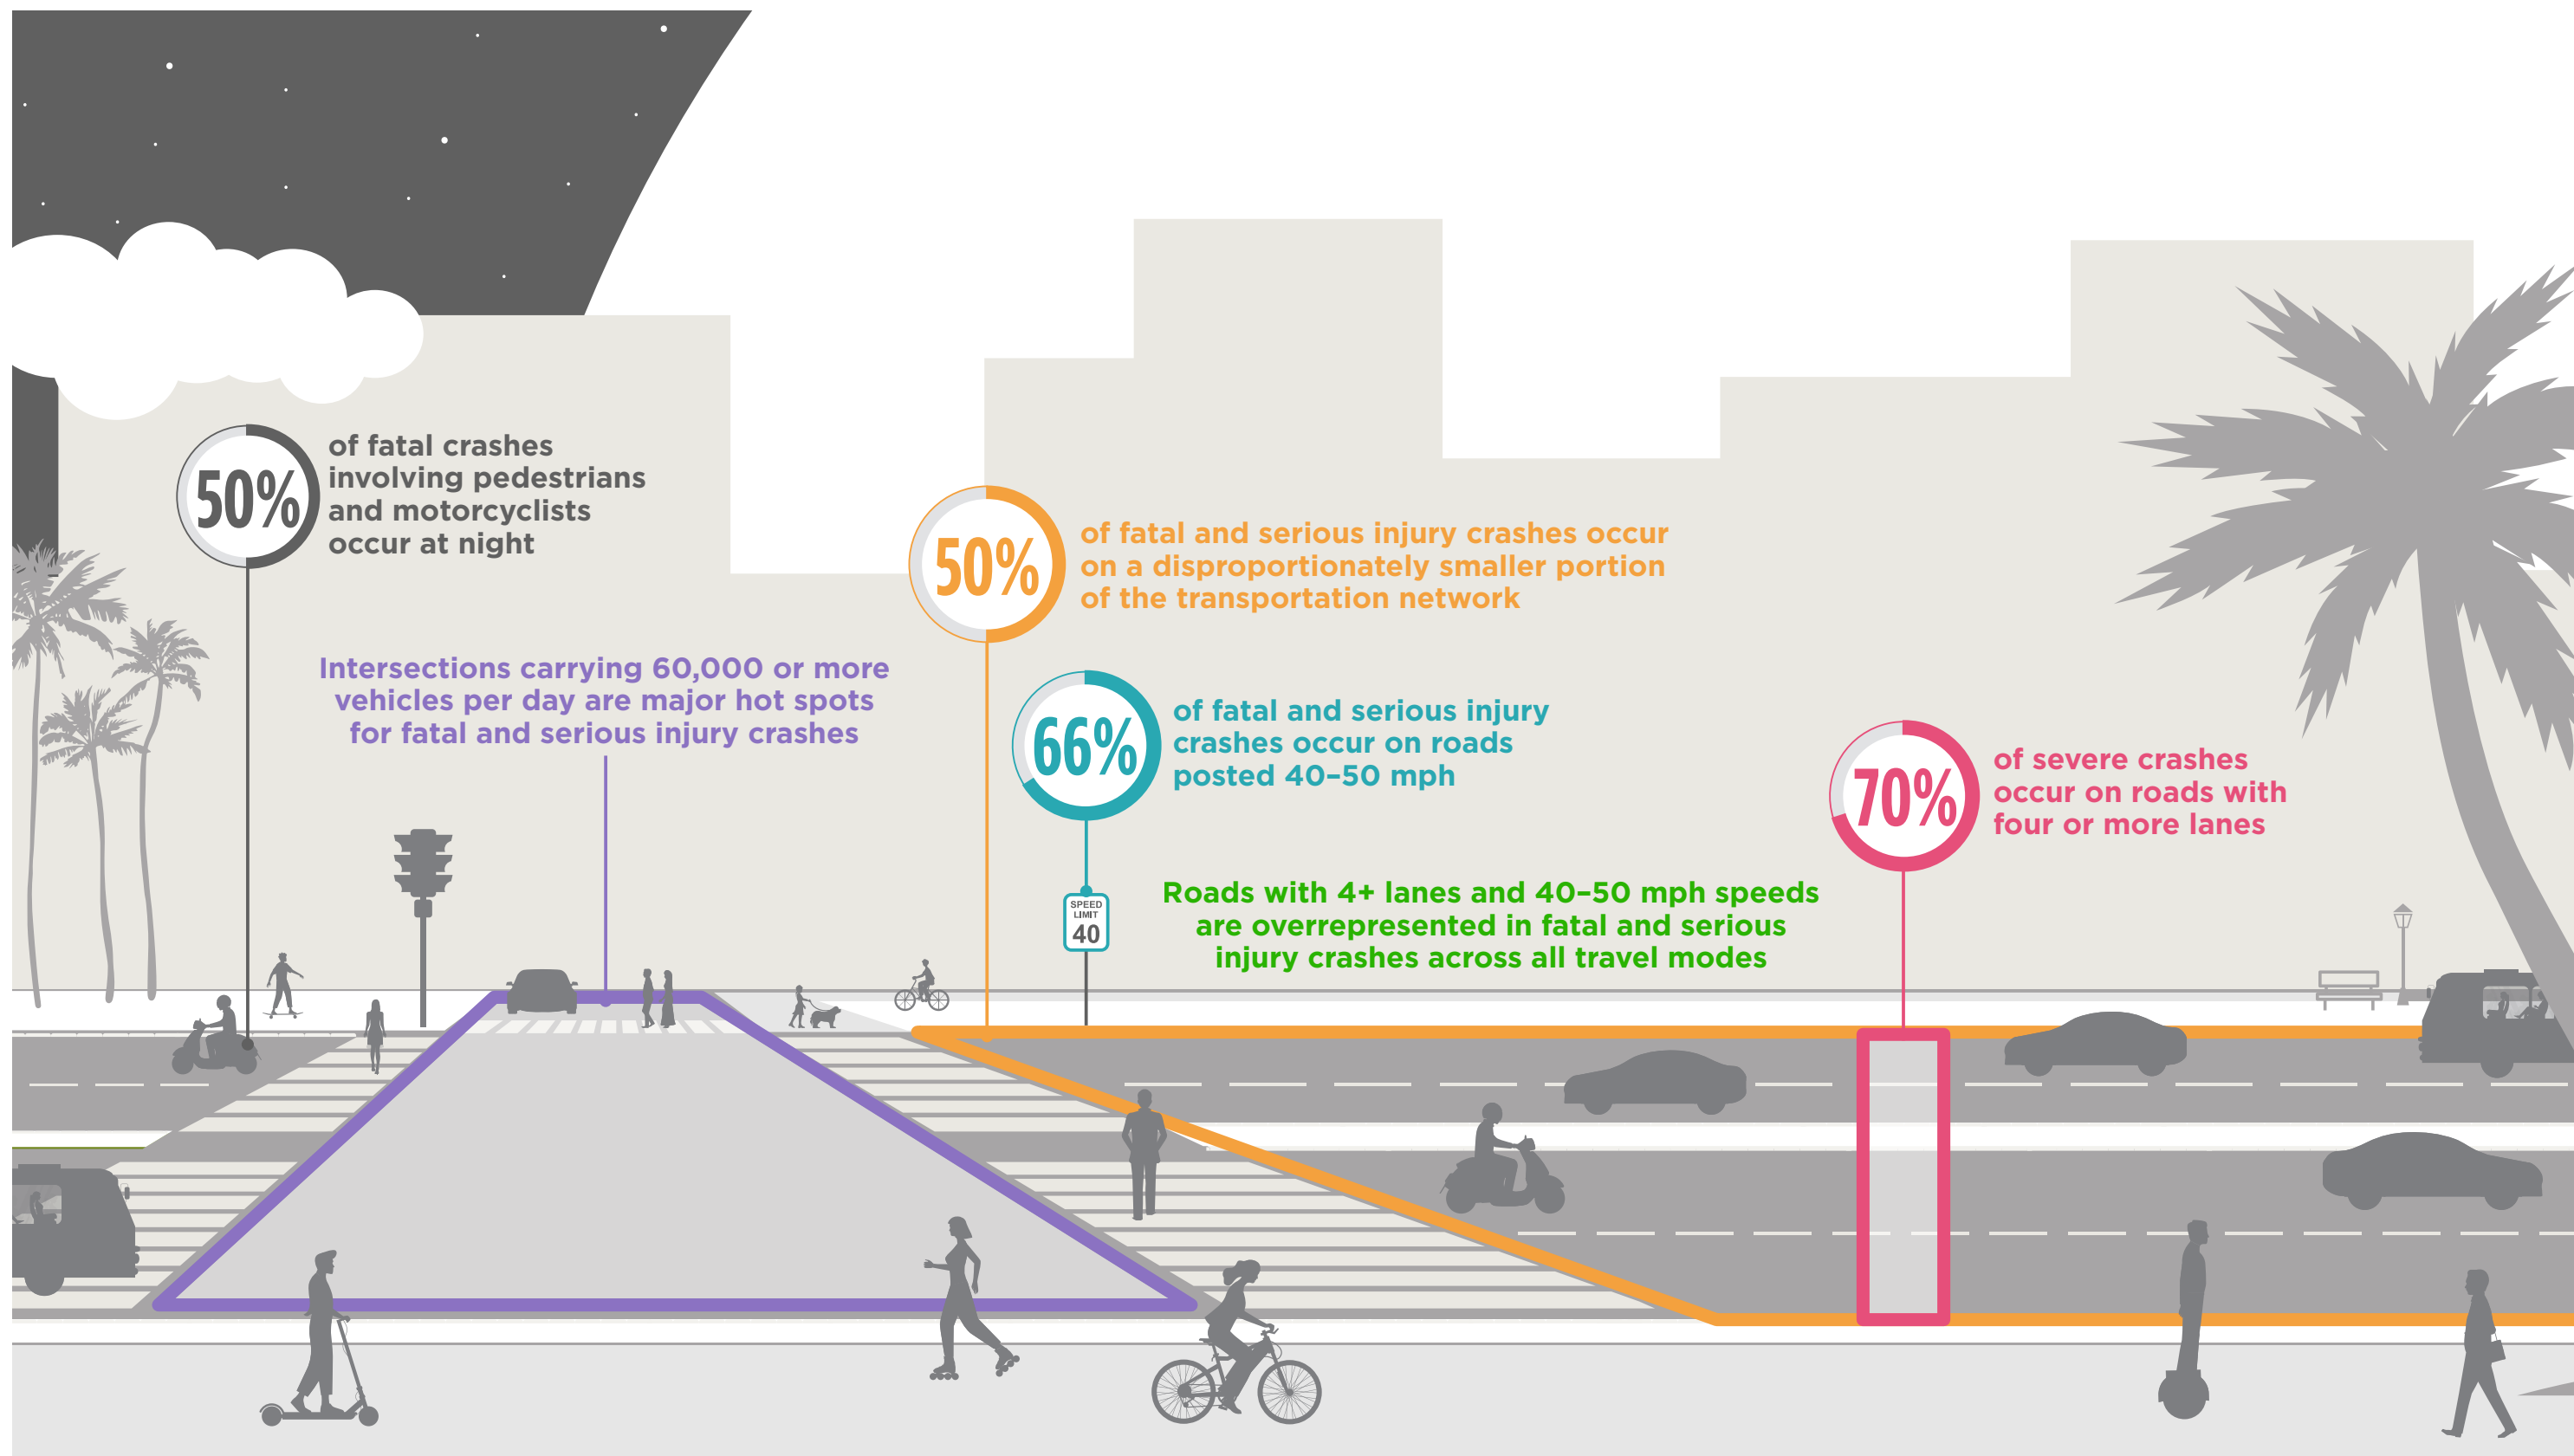 50%
of fatal crashes
involving pedestrians
and motorcyclists
occur at night
50%
of fatal and serious injury crashes occur
on a disproportionately smaller portion
of the transportation network
Intersections carrying 60,000 or more
vehicles per day are major hot spots
for fatal and serious injury crashes
66%
of fatal and serious injury
crashes occur on roads
posted 40–50 mph
70%
of severe crashes
occur on roads with
four or more lanes
SPEED
LIMIT
40
Roads with 4+ lanes and 40–50 mph speeds
are overrepresented in fatal and serious
injury crashes across all travel modes